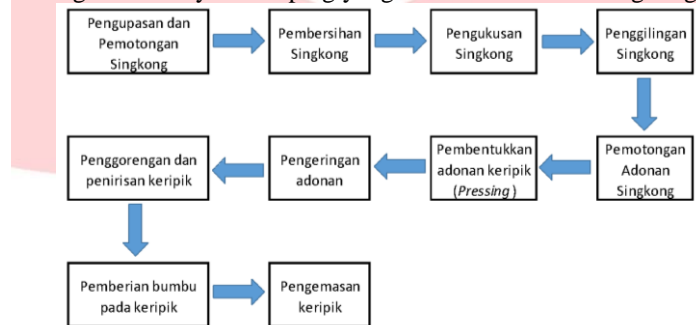 yang
Pengupasan dan
Pemotongan
Singkong
Pembersihan
Singkong
Pengukusan
Singkong
Penggilingan
Singkong
Pemotongan
Adonan
Singkong
Pembentukkan
adonan keripik
(Pressing)
Pengeringan
adonan
Penggorengan dan
penirisan keripik
Pemberian bumbu
pada keripik
Pengemasan
keripik